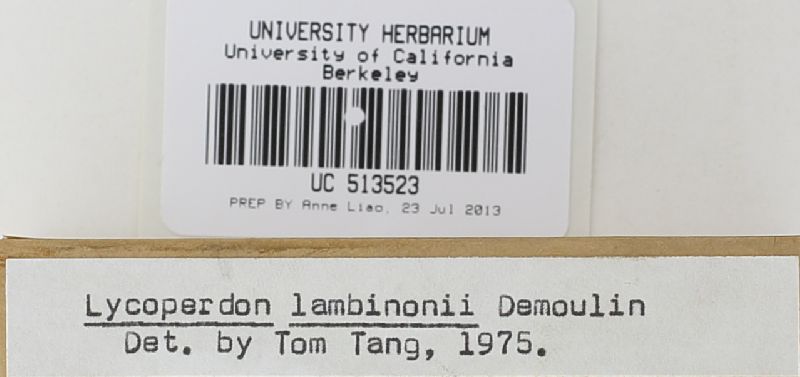 UNIVERSITY HERBARIUM
University of California
Berkeley
UC 513523
PREP BY Anne Liao, 23 Jul 2013
Lycoperdon lambinonii Demoulin
Det. by Tom Tang, 1975.